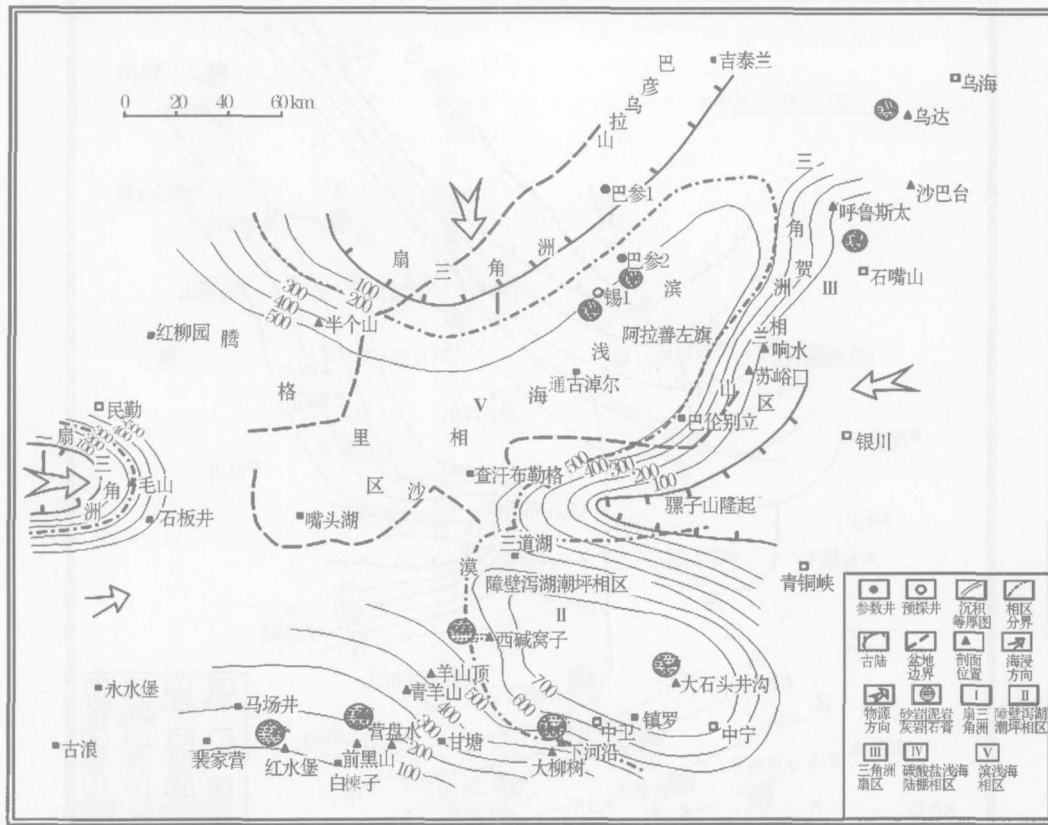 0 20 40 60km
吉泰兰
乌海
乌达
沙巴台
呼鲁斯太
石嘴山
巴彦乌拉山
巴参1
巴参2
锡1
扇三角洲
三角洲相区
Ⅲ
贺兰山
100
200
300
400
500
半个山
红柳园
腾格里沙漠
滨浅海相区
Ⅴ
阿拉善左旗
通古淖尔
响水
苏峪口
巴伦别立
银川
民勤
扇三角洲
500
400
300
200
100
毛山
石板井
查汗布勒格
嘴头湖
500
400
300
200
100
骡子山隆起
三道湖
青铜峡
障壁泻湖潮坪相区
Ⅱ
西碱窝子
羊山顶
青羊山
大石头井沟
700
600
500
400
300
200
100
永水堡
马场井
古浪
裴家营
红水堡
营盘水
前黑山
白楝子
甘塘
大柳树
下河沿
中卫
镇罗
中宁
参数井 预探井 沉积等厚图 相区分界
古陆 盆地边界 剖面位置 海浸方向
物源方向 砂岩泥岩灰岩石膏 Ⅰ 扇三角洲 Ⅱ 障壁泻湖潮坪相区
Ⅲ 三角洲扇区 Ⅳ 碳酸盐浅海陆棚相区 Ⅴ 滨浅海相区